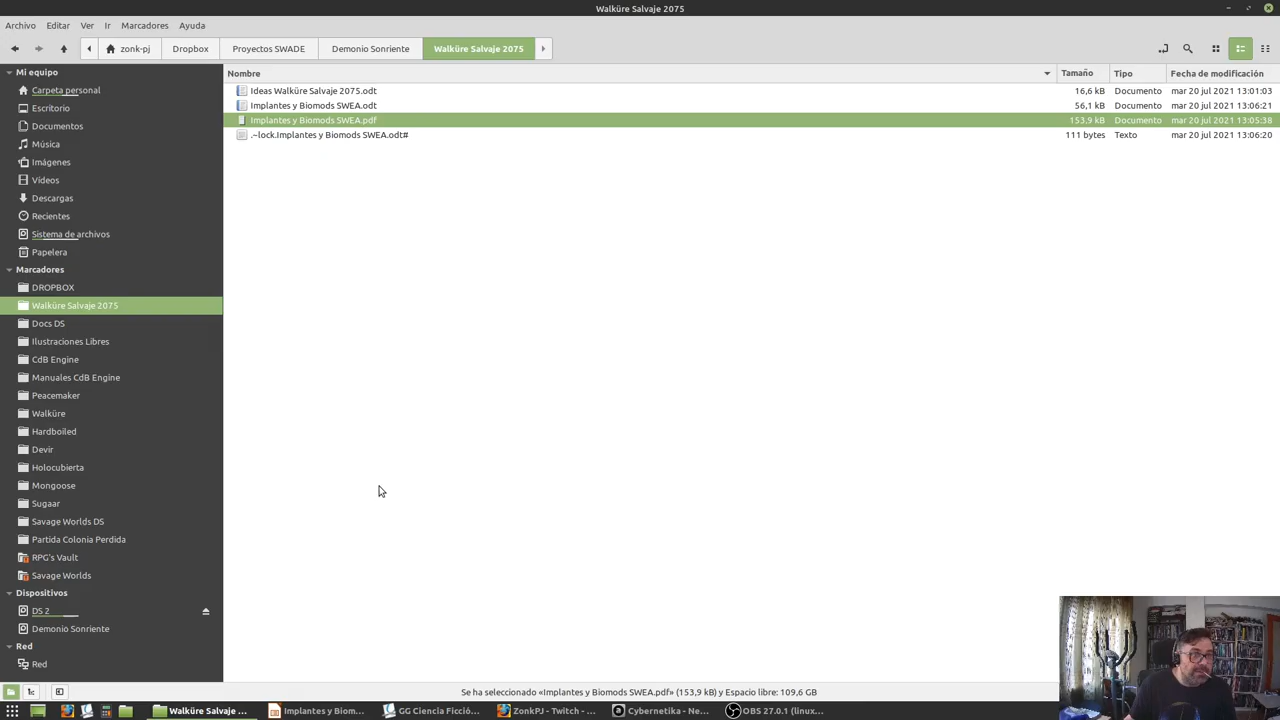 Walküre Salvaje 2075
Archivo Editar Ver Ir Marcadores Ayuda
zonk-pj Dropbox Proyectos SWADE Demonio Sonriente Walküre Salvaje 2075
Mi equipo
Carpeta personal
Escritorio
Documentos
Música
Imágenes
Vídeos
Descargas
Recientes
Sistema de archivos
Papelera
Marcadores
DROPBOX
Walküre Salvaje 2075
Docs DS
Ilustraciones Libres
CdB Engine
Manuales CdB Engine
Peacemaker
Walküre
Hardboiled
Devir
Holocubierta
Mongoose
Sugaar
Savage Worlds DS
Partida Colonia Perdida
RPG's Vault
Savage Worlds
Dispositivos
DS 2
Demonio Sonriente
Red
Red
Nombre Tamaño Tipo Fecha de modificación
Ideas Walküre Salvaje 2075.odt 16,6 kB Documento mar 20 jul 2021 13:01:03
Implantes y Biomods SWEA.odt 56,1 kB Documento mar 20 jul 2021 13:06:21
Implantes y Biomods SWEA.pdf 153,9 kB Documento mar 20 jul 2021 13:05:38
.~lock.Implantes y Biomods SWEA.odt# 111 bytes Texto mar 20 jul 2021 13:06:20
Se ha seleccionado «Implantes y Biomods SWEA.pdf» (153,9 kB) y Espacio libre: 109,6 GB
Walküre Salvaje 2075 ... Implantes y Biom... GG Ciencia Ficció... ZonkPJ - Twitch - ... Cybernetika - Ne... OBS 27.0.1 (linux...